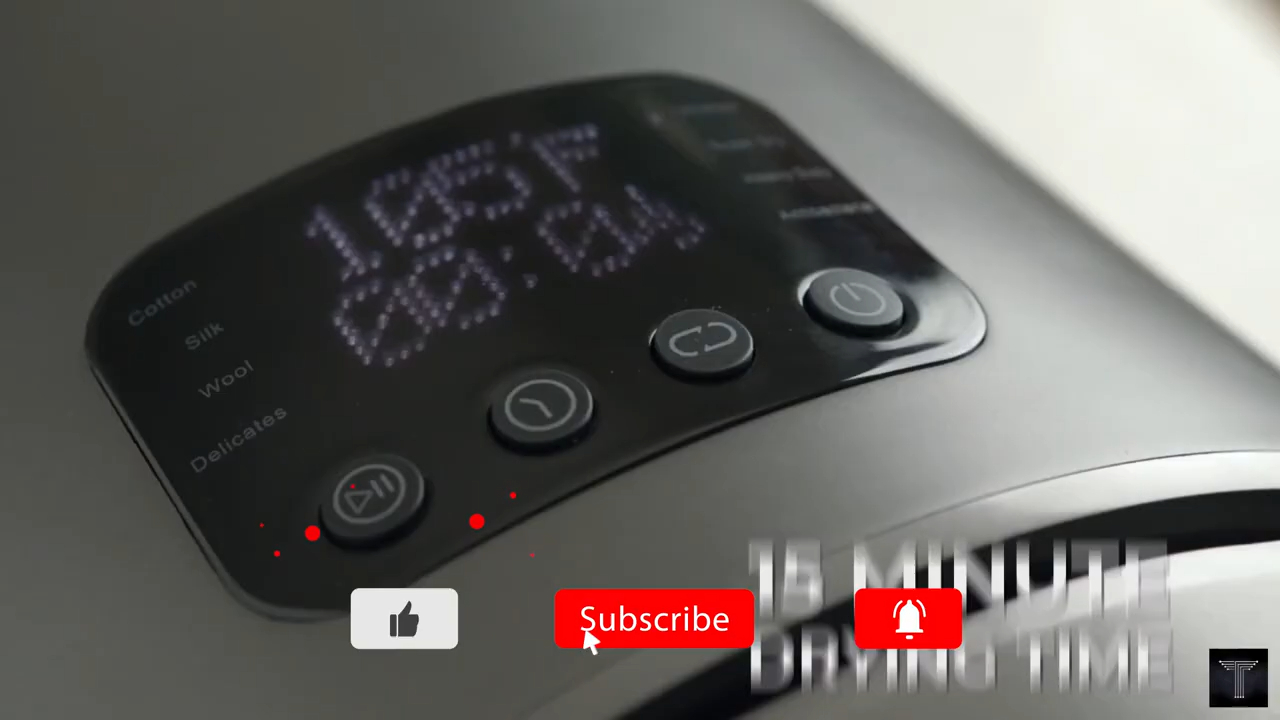 105°F
00:04
Cotton
Silk
Wool
Delicates
15 MINUTE
DRYING TIME
Subscribe